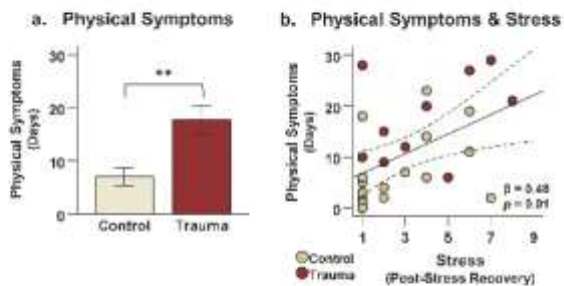 a. Physical Symptoms
Physical Symptoms
(Days)
30
20
10
0
**
Control
Trauma
b. Physical Symptoms & Stress
Physical Symptoms
(Days)
30
20
10
0
β = 0.48
p = 0.01
1
3
5
7
9
Stress
(Post-Stress Recovery)
Control
Trauma